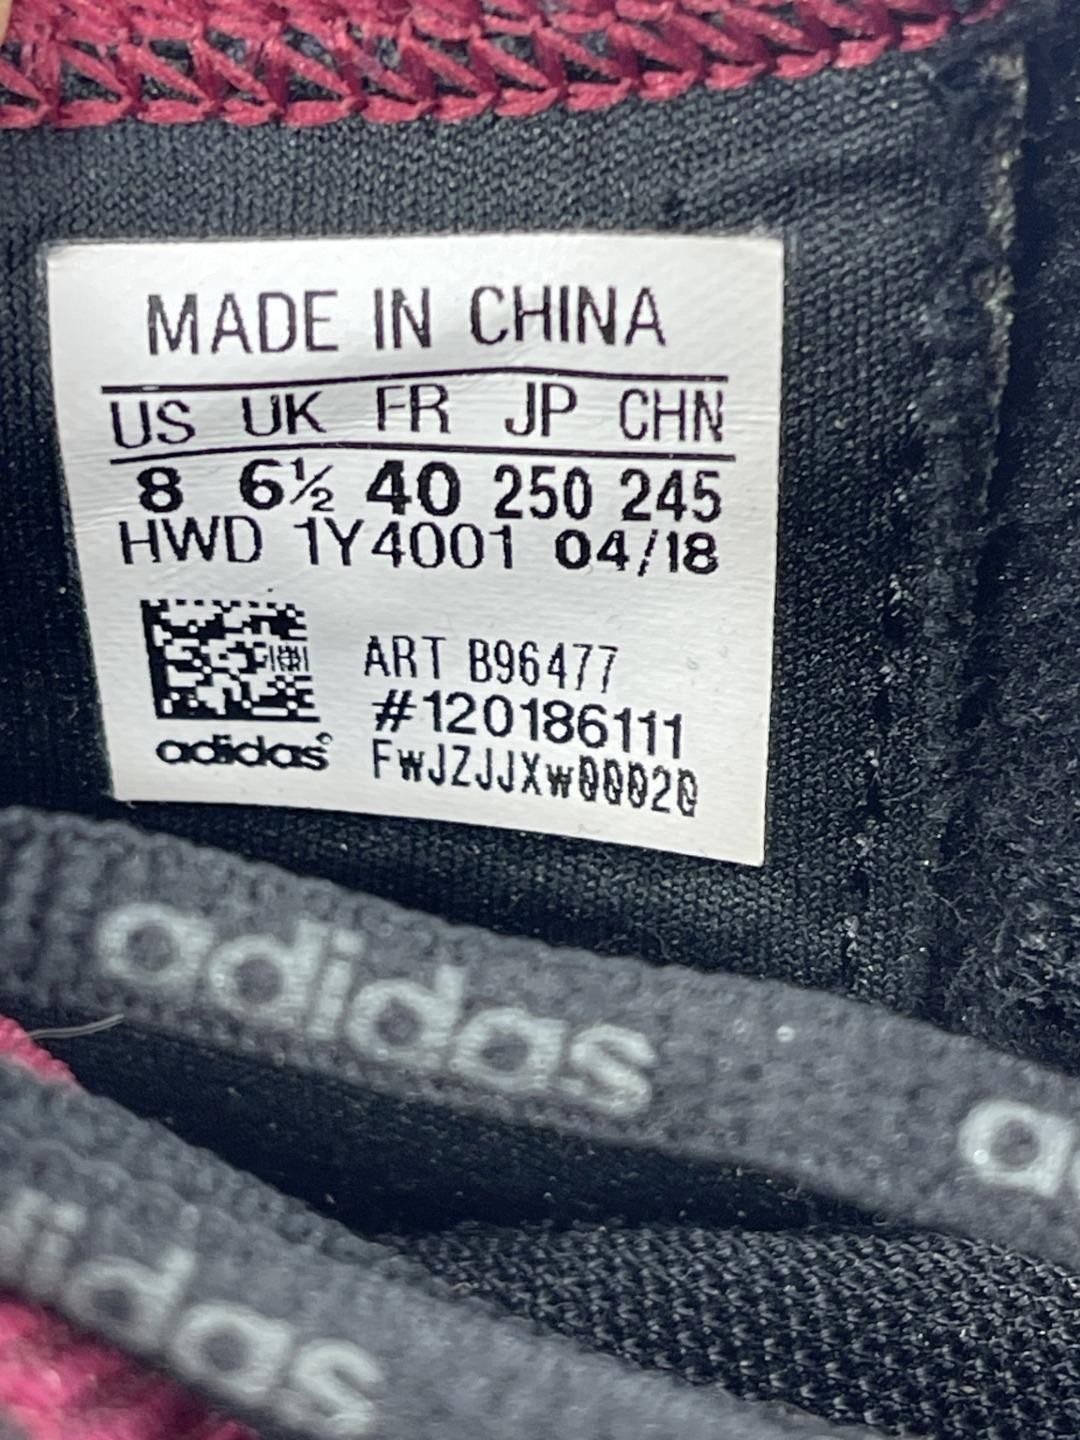 MADE IN CHINA
US UK FR JP CHN
8 6½ 40 250 245
HWD 1Y4001 04/18
ART B96477
#120186111
adidas
FwJZJJXw00020
adidas
a
idas